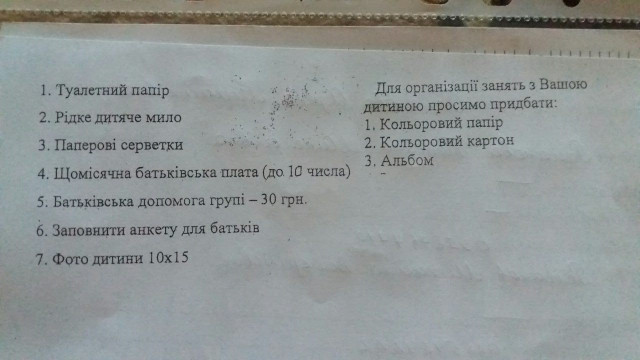 1. Туалетний папір
2. Рідке дитяче мило
3. Паперові серветки
4. Щомісячна батьківська плата (до 10 числа)
5. Батьківська допомога групі – 30 грн.
6. Заповнити анкету для батьків
7. Фото дитини 10х15
Для організації занять з Вашою
дитиною просимо придбати:
1. Кольоровий папір
2. Кольоровий картон
3. Альбом